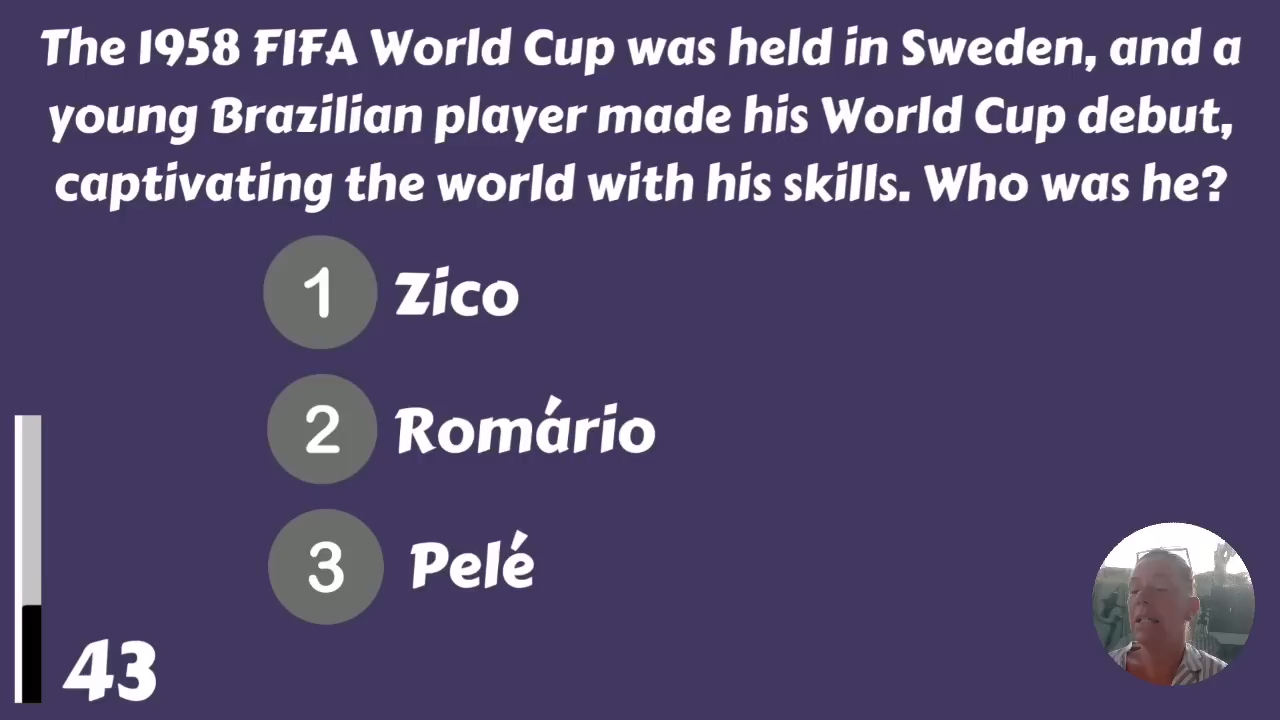 The 1958 FIFA World Cup was held in Sweden, and a
young Brazilian player made his World Cup debut,
captivating the world with his skills. Who was he?
1 Zico
2 Romário
3 Pelé
43